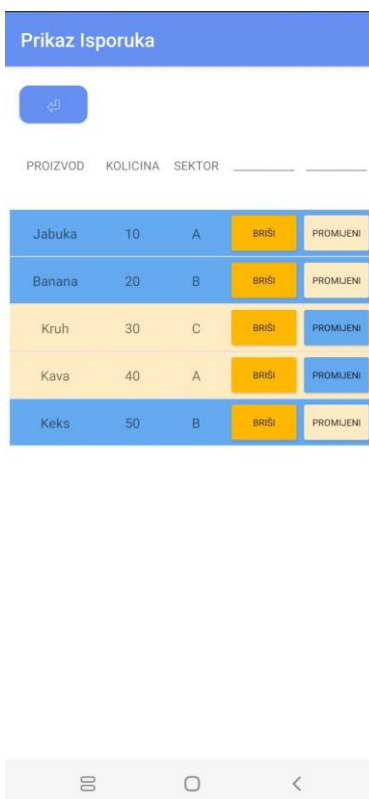 Prikaz Isporuka
PROIZVOD KOLICINA SEKTOR
Jabuka 10 A BRIŠI PROMIJENI
Banana 20 B BRIŠI PROMIJENI
Kruh 30 C BRIŠI PROMIJENI
Kava 40 A BRIŠI PROMIJENI
Keks 50 B BRIŠI PROMIJENI